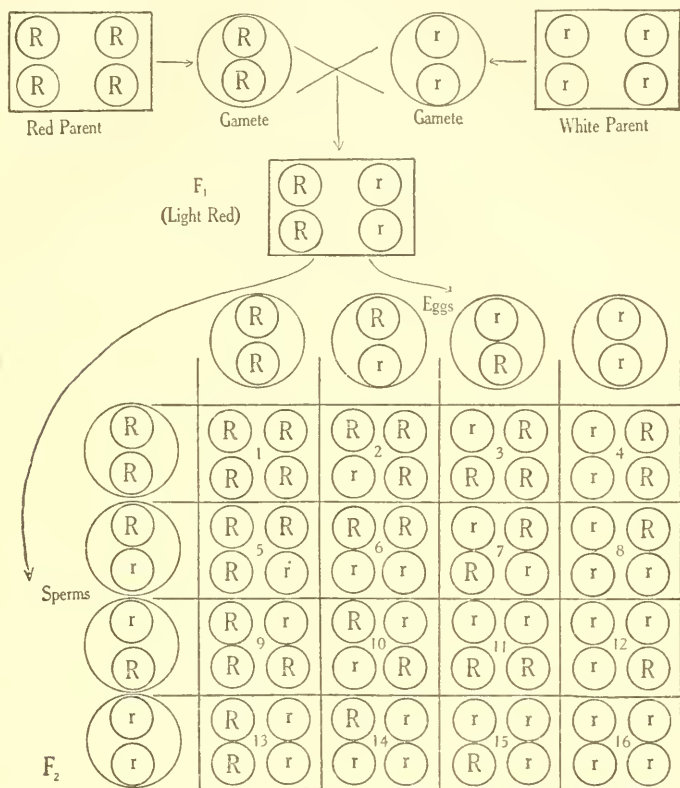 R R R r r r
R R R r r r
Red Parent Gamete Gamete White Parent
F₁ R r
(Light Red) R r
Eggs
R R r r
R r R r
R R R R R r R r R
1 2 3 4
R R R r R R R r R
R R R R R r R r R
5 6 7 8
r R r r r R r r r
Sperms
r R r R r r r r r
9 10 11 12
R R R r R R R r R
r R r R r r r r r
13 14 15 16
F₂ r R r r r R r r r